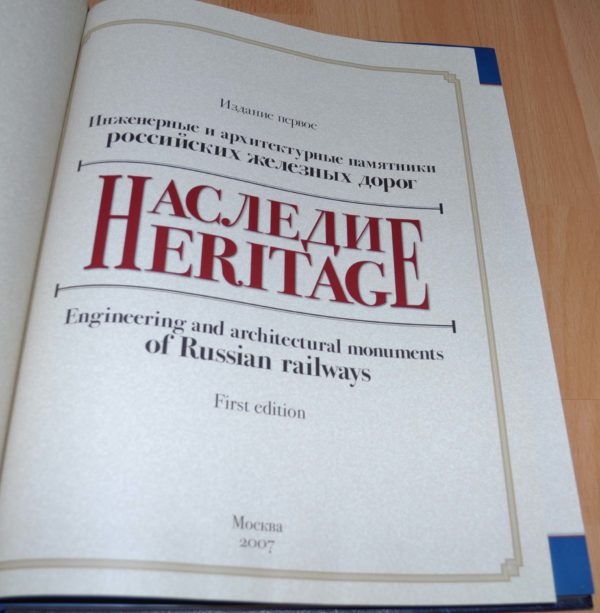 Издание первое
Инженерные и архитектурные памятники
российских железных дорог
НАСЛЕДИЕ
HERITAGE
Engineering and architectural monuments
of Russian railways
First edition
Москва
2007